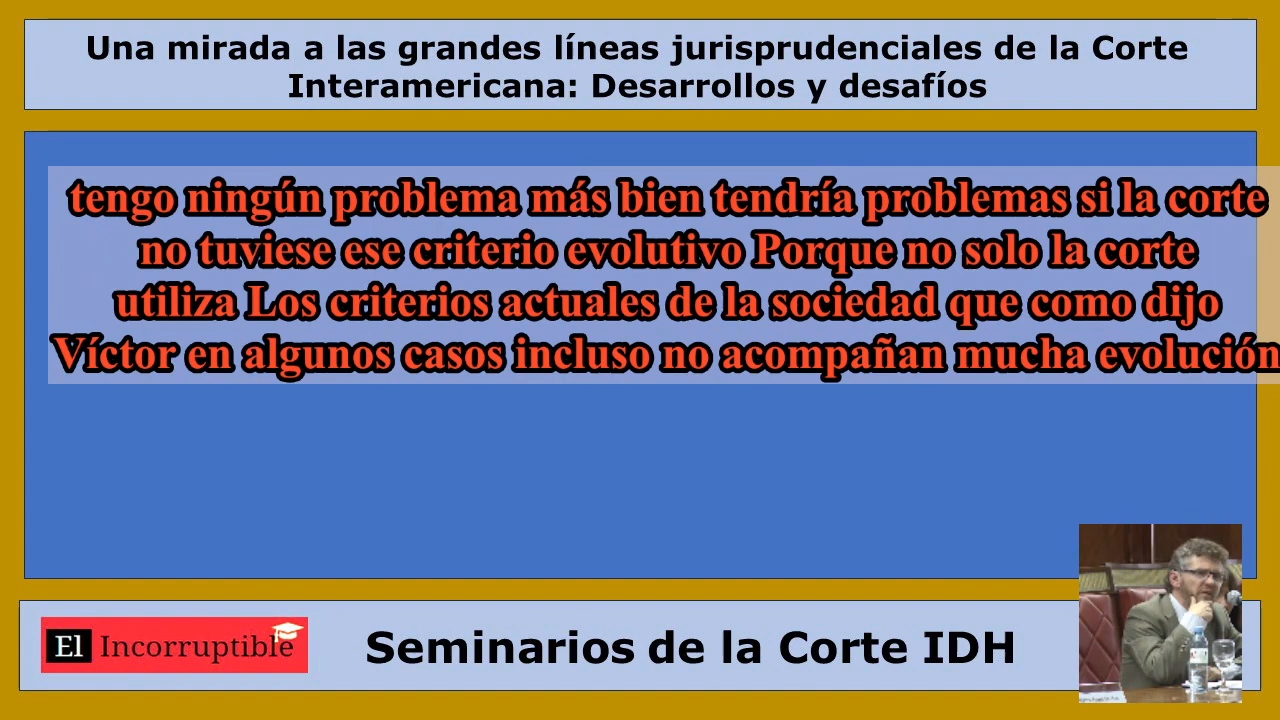 Una mirada a las grandes líneas jurisprudenciales de la Corte
Interamericana: Desarrollos y desafíos
tengo ningún problema más bien tendría problemas si la corte
no tuviese ese criterio evolutivo Porque no solo la corte
utiliza Los criterios actuales de la sociedad que como dijo
Víctor en algunos casos incluso no acompañan mucha evolución
El Incorruptible
Seminarios de la Corte IDH